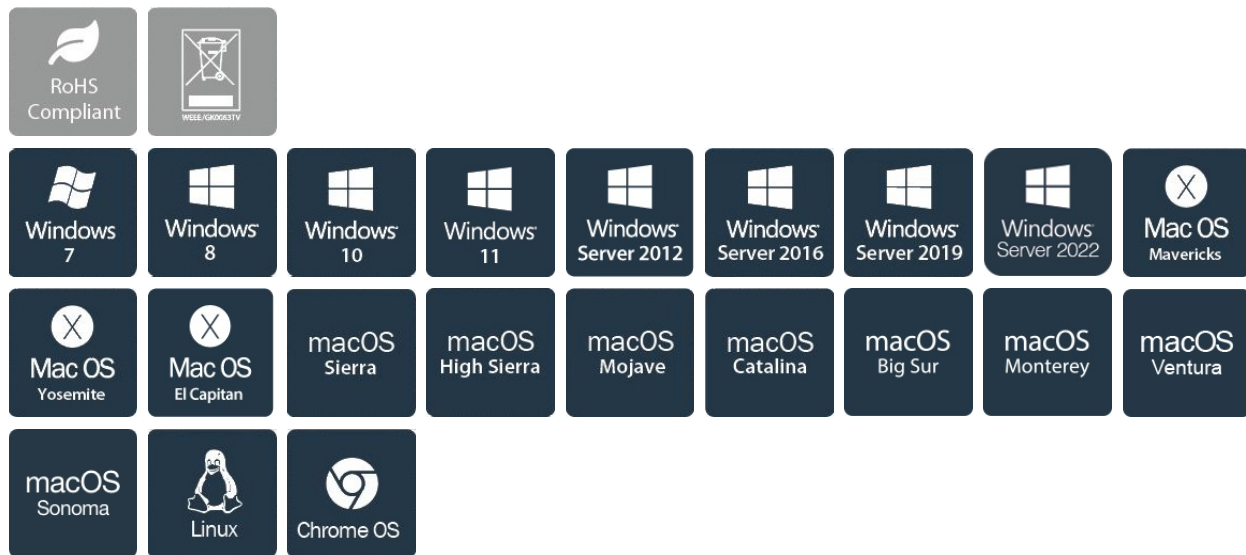 RoHS
Compliant
WEEE/GK0083TV
Windows
7
Windows
8
Windows
10
Windows
11
Windows
Server 2012
Windows
Server 2016
Windows
Server 2019
Windows
Server 2022
X
Mac OS
Mavericks
X
Mac OS
Yosemite
X
Mac OS
El Capitan
macOS
Sierra
macOS
High Sierra
macOS
Mojave
macOS
Catalina
macOS
Big Sur
macOS
Monterey
macOS
Ventura
macOS
Sonoma
Linux
Chrome OS